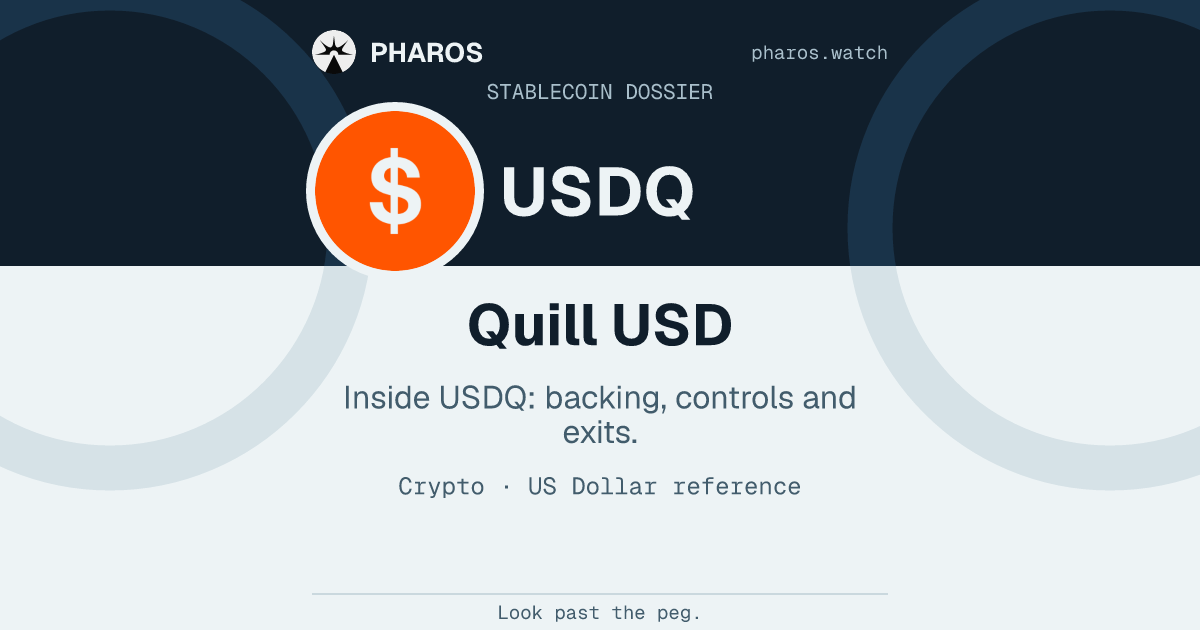 PHAROS
pharos.watch
STABLECOIN DOSSIER
$
USDQ
Quill USD
Inside USDQ: backing, controls and
exits.
Crypto · US Dollar reference
Look past the peg.